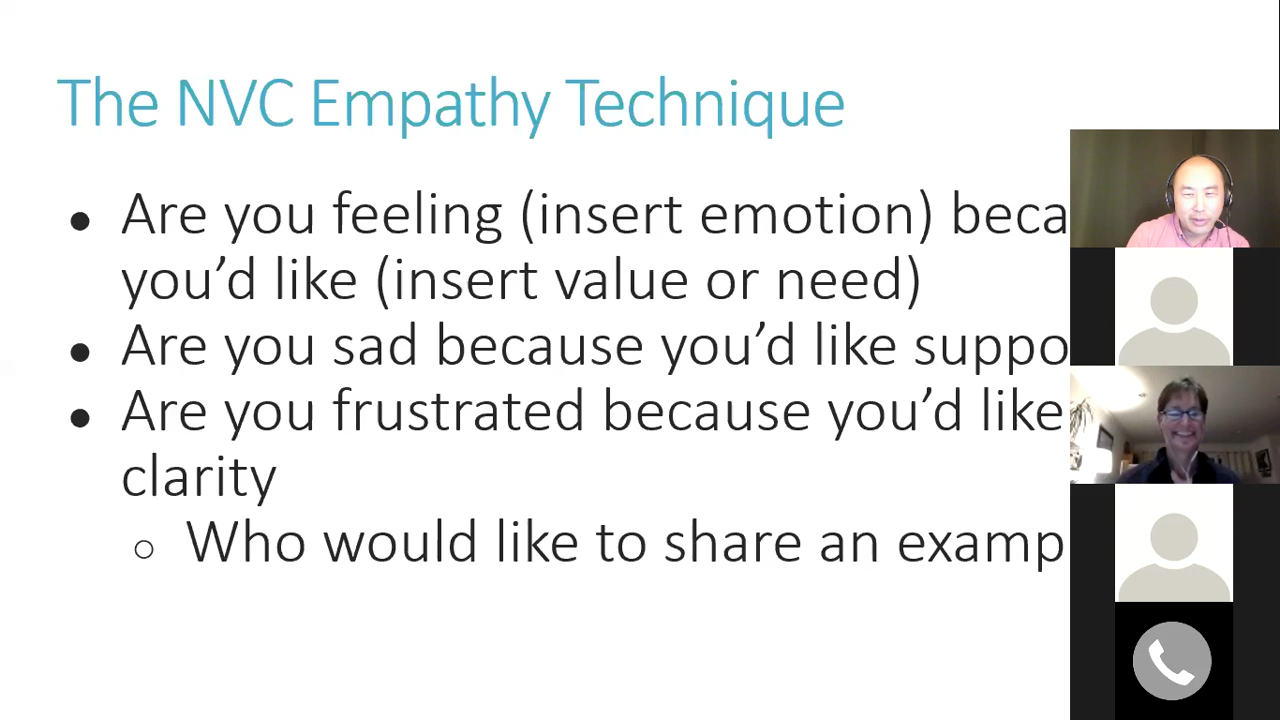 The NVC Empathy Technique
● Are you feeling (insert emotion) beca
you’d like (insert value or need)
● Are you sad because you’d like suppo
● Are you frustrated because you’d like
clarity
○ Who would like to share an examp